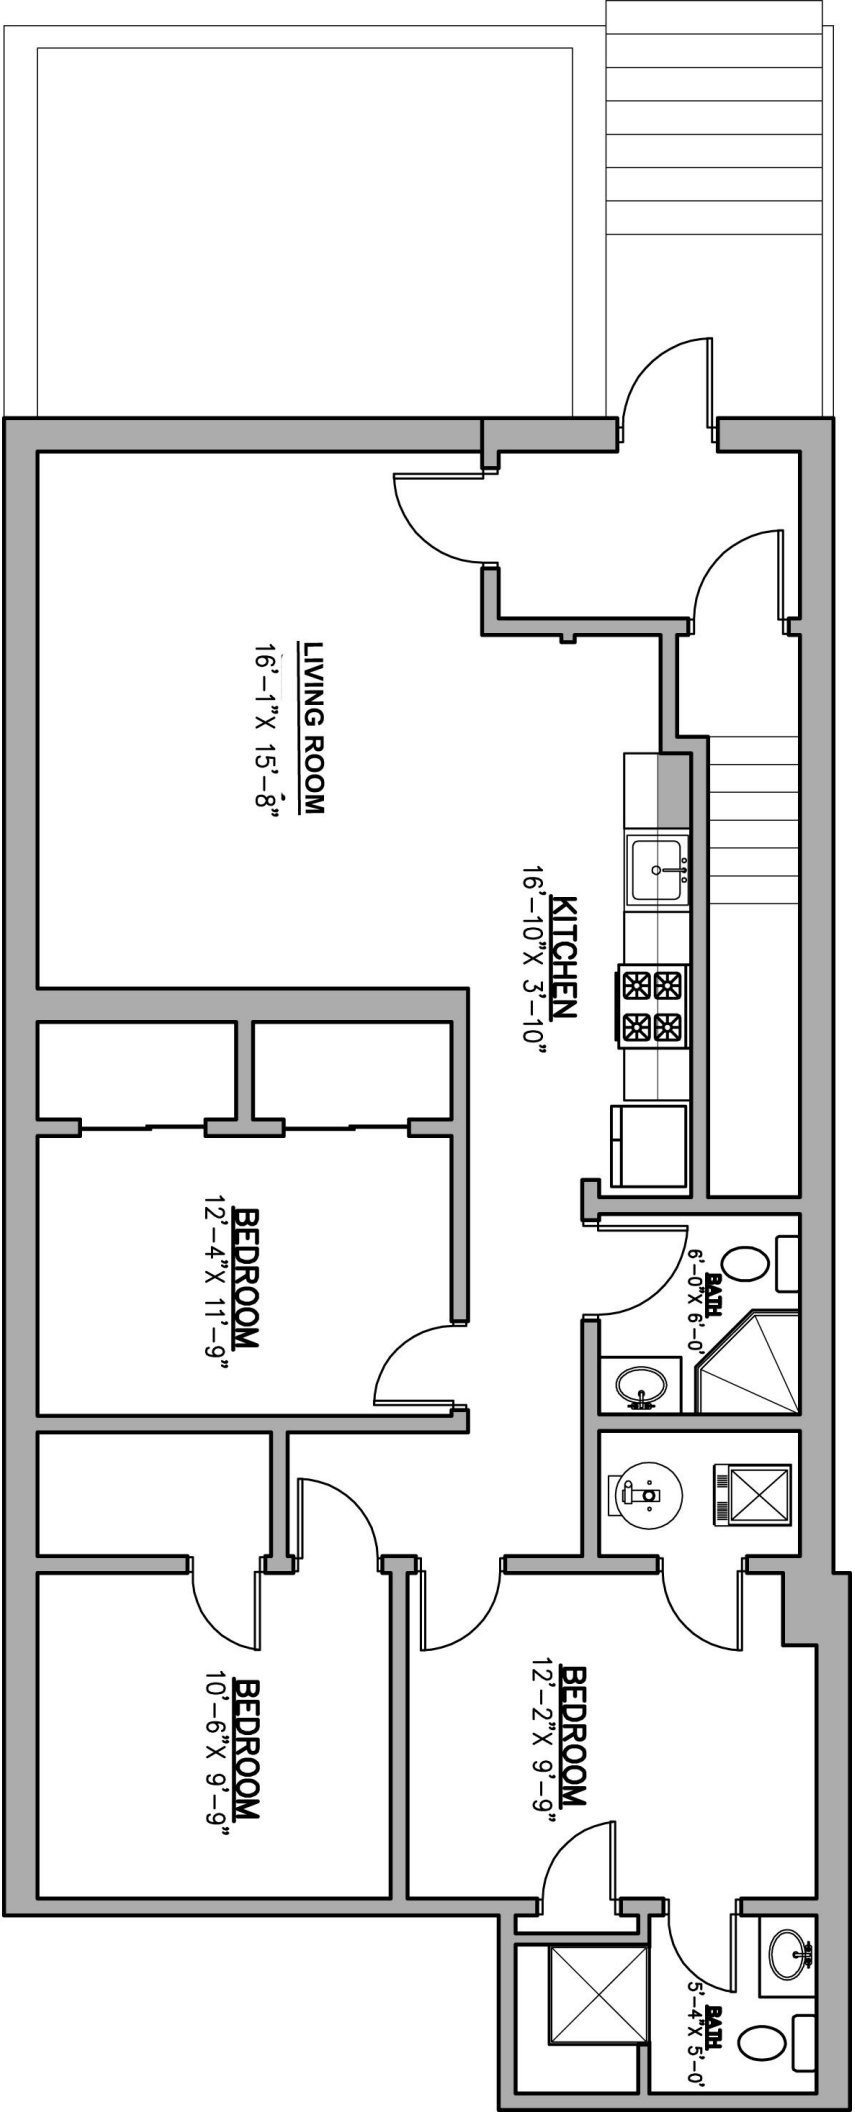 LIVING ROOM
16'-1"X 15'-8"
KITCHEN
16'-10"X 3'-10"
BEDROOM
12'-4"X 11'-9"
BATH
6'-0"X 6'-0'
BEDROOM
10'-6"X 9'-9"
BEDROOM
12'-2"X 9'-9"
BATH
5'-4"X 5'-0'